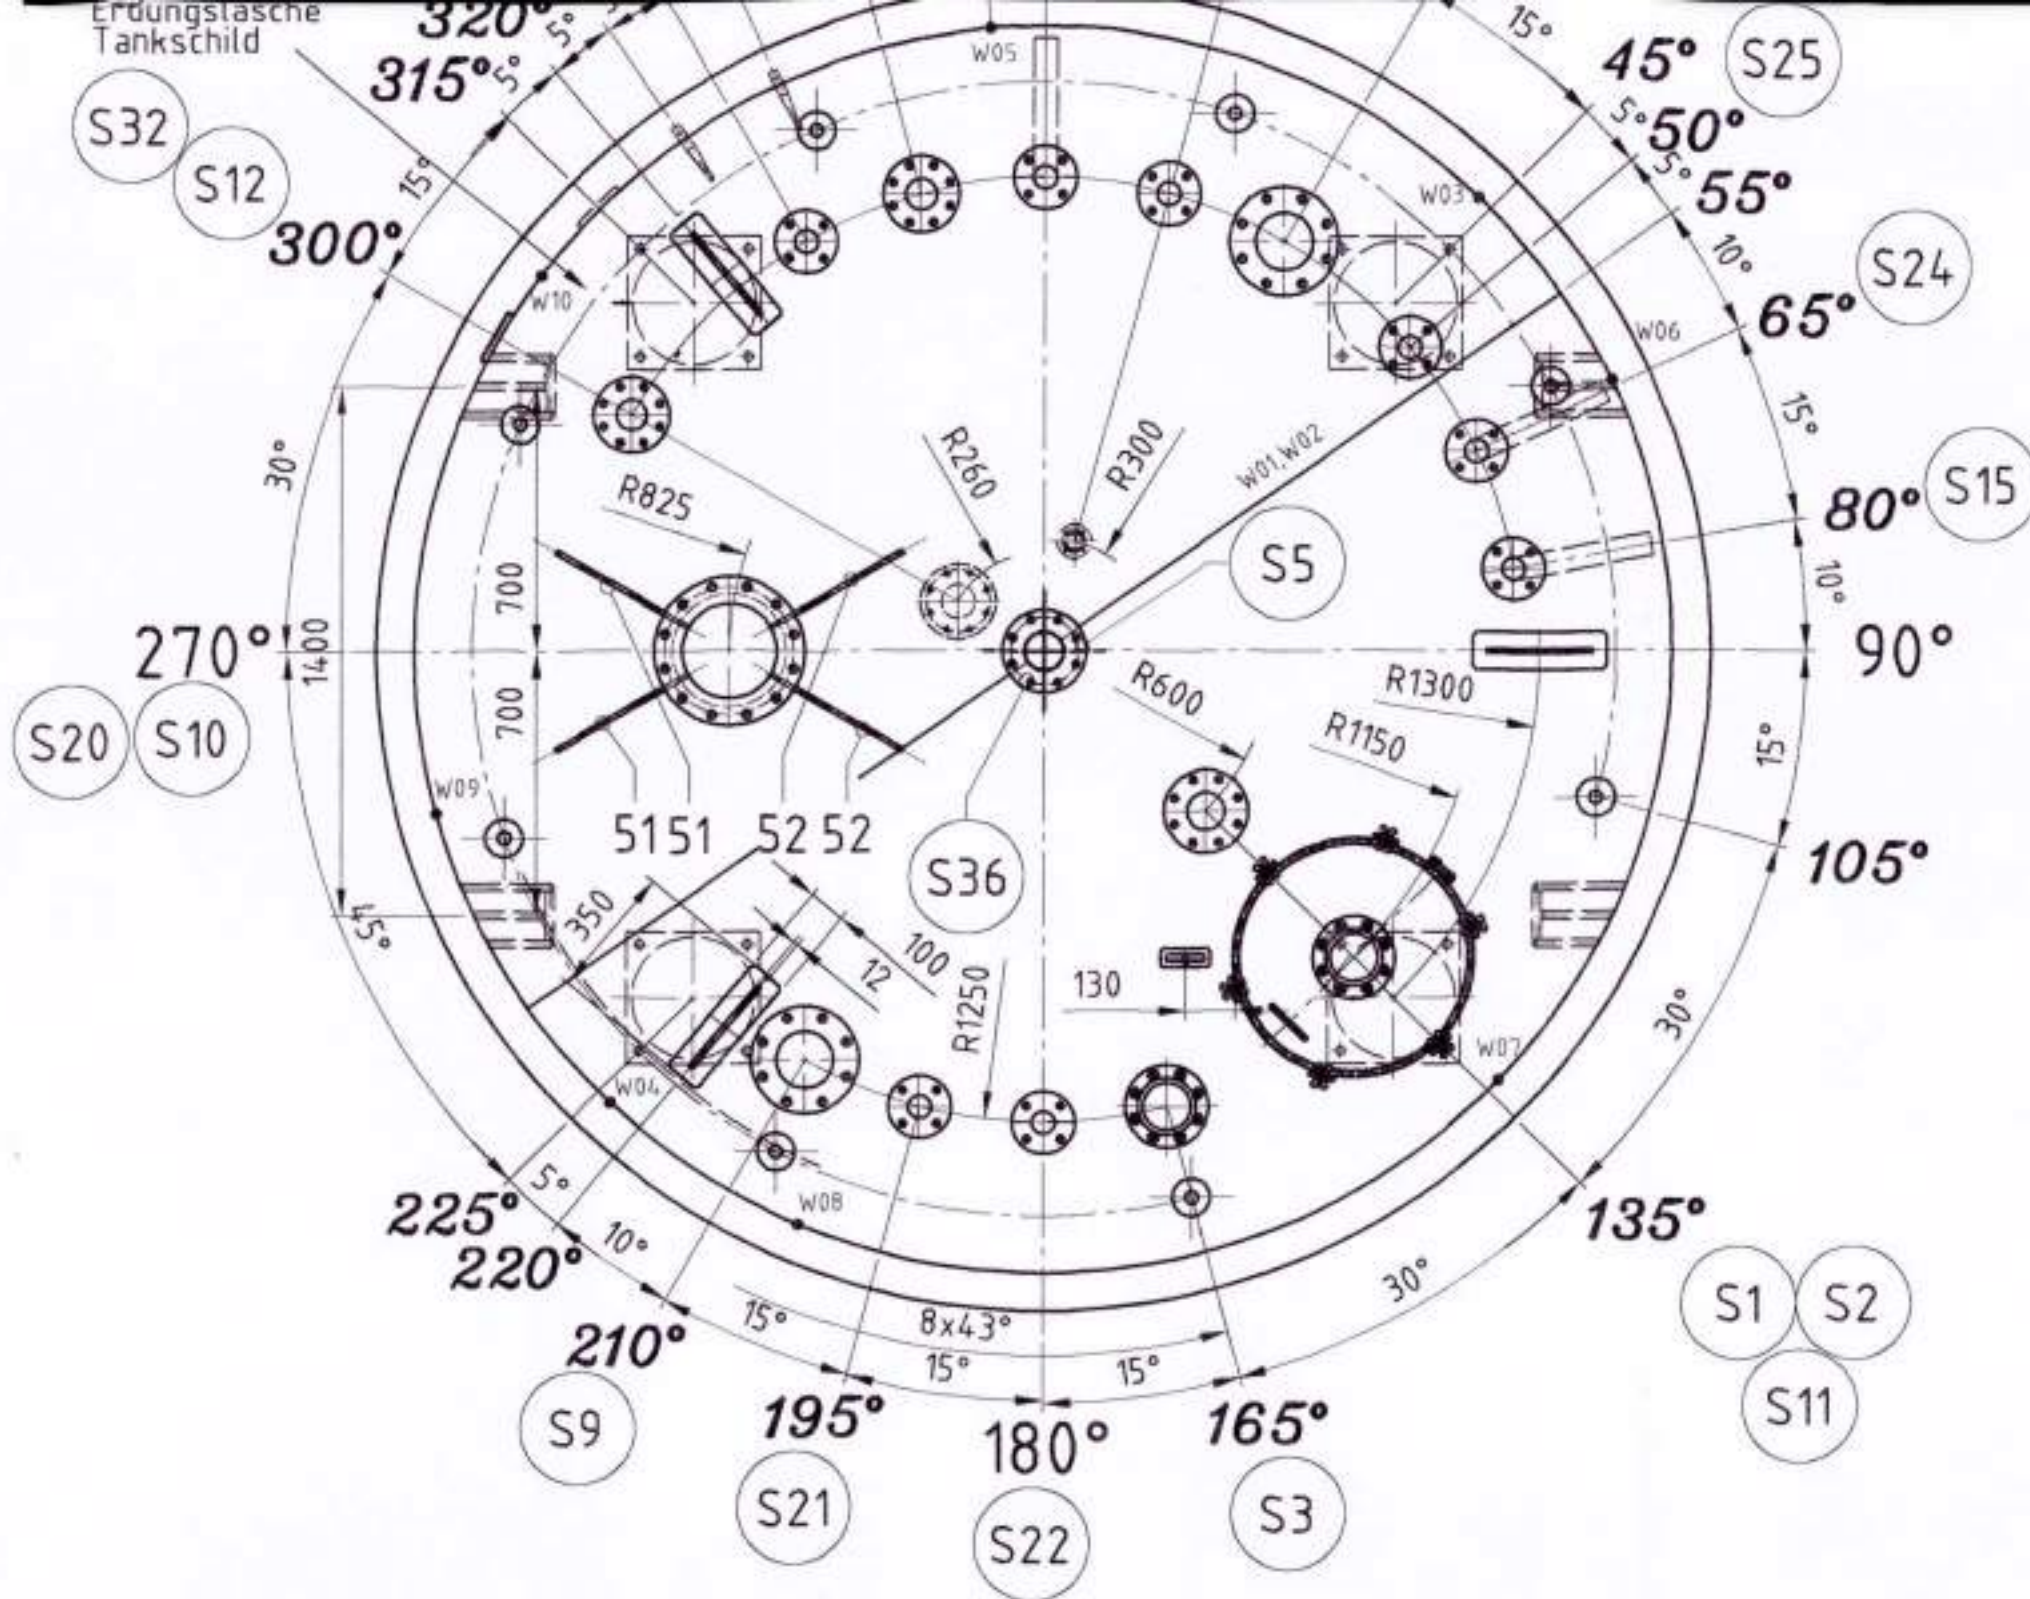 Erdungslasche
Tankschild
320°
5°
315°
5°
S32
S12
15°
300°
W05
15°
45°
S25
5°
50°
5°
55°
W03
10°
S24
65°
W06
W10
30°
15°
R825
R260
R300
W01,W02
80°
S15
10°
S5
700
270°
1400
90°
S20
S10
700
R600
R1300
R1150
15°
W09
51
51
52
52
S36
105°
45°
350
100
12
130
R1250
30°
W07
W04
225°
5°
W08
220°
10°
135°
30°
S1
S2
S11
210°
15°
8x43°
15°
15°
S9
195°
180°
165°
S21
S22
S3